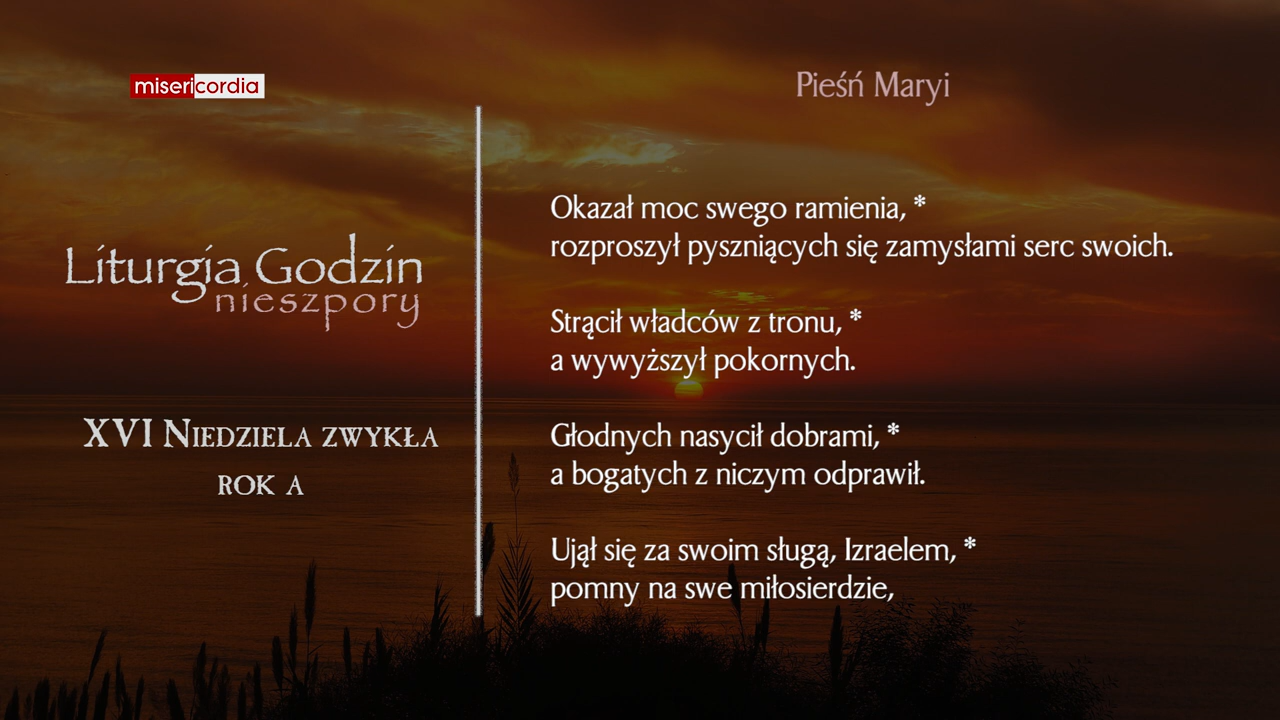 misericordia
Pieśń Maryi
Liturgia Godzin
nieszpory
XVI Niedziela zwykła
rok a
Okazał moc swego ramienia, *
rozproszył pyszniących się zamysłami serc swoich.
Strącił władców z tronu, *
a wywyższył pokornych.
Głodnych nasycił dobrami, *
a bogatych z niczym odprawił.
Ujął się za swoim sługą, Izraelem, *
pomny na swe miłosierdzie,